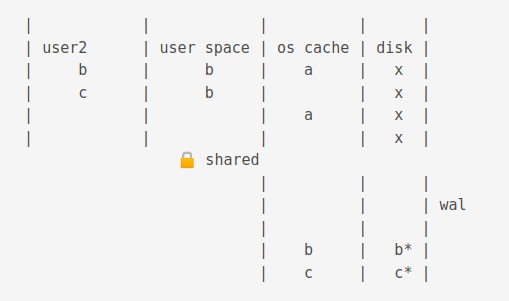 |            |             |          |      |
| user2      | user space | os cache | disk |
|     b      |      b     |    a     |   x  |
|     c      |      b     |          |   x  |
|            |            |    a     |   x  |
|            |            |          |   x  |
🔒 shared
|          |      |
|          |      | wal
|          |      |
|    b     |   b* |
|    c     |   c* |